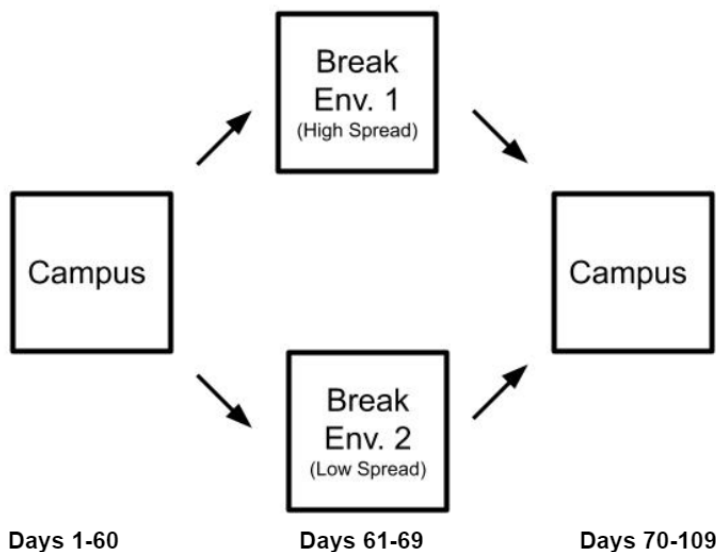 Break
Env. 1
(High Spread)
Campus
Campus
Break
Env. 2
(Low Spread)
Days 1-60
Days 61-69
Days 70-109